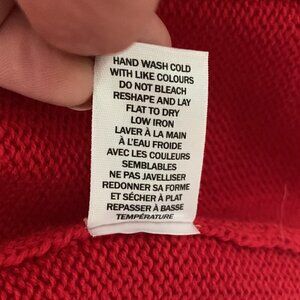 HAND WASH COLD
WITH LIKE COLOURS
DO NOT BLEACH
RESHAPE AND LAY
FLAT TO DRY
LOW IRON
LAVER À LA MAIN
À L'EAU FROIDE
AVEC LES COULEURS
SEMBLABLES
NE PAS JAVELLISER
REDONNER SA FORME
ET SÉCHER À PLAT
REPASSER À BASSE
TEMPÉRATURE